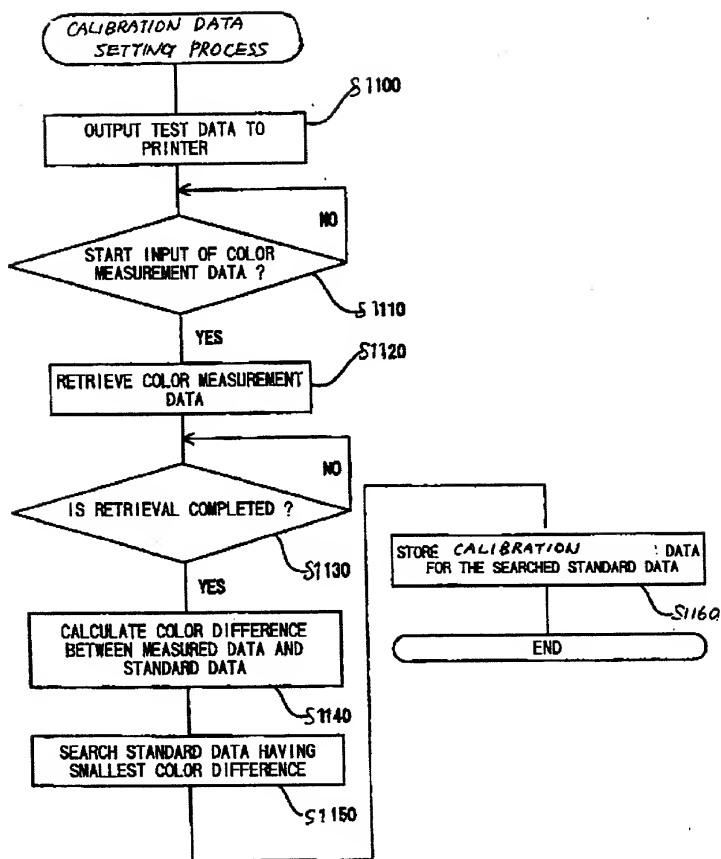 CALIBRATION DATA
SETTING PROCESS
S1100
OUTPUT TEST DATA TO
PRINTER
NO
START INPUT OF COLOR
MEASUREMENT DATA ?
S1110
YES
S1120
RETRIEVE COLOR MEASUREMENT
DATA
NO
IS RETRIEVAL COMPLETED ?
S1130
YES
CALCULATE COLOR DIFFERENCE
BETWEEN MEASURED DATA AND
STANDARD DATA
S1140
SEARCH STANDARD DATA HAVING
SMALLEST COLOR DIFFERENCE
S1150
STORE CALIBRATION DATA
FOR THE SEARCHED STANDARD DATA
S1160
END